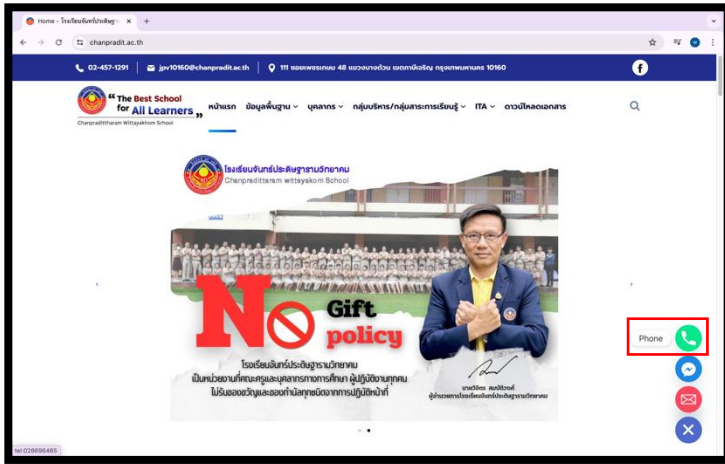 Home - โรงเรียนจันทร์ประดิษฐา
chanpradit.ac.th
02-457-1291
jpv10160@chanpradit.ac.th
111 ซอยเพชรเกษม 48 แขวงบางด้วน เขตภาษีเจริญ กรุงเทพมหานคร 10160
“ The Best School
for All Learners ”
Chanpradittharam Wittayakhom School
หน้าแรก ข้อมูลพื้นฐาน บุคลากร กลุ่มบริหาร/กลุ่มสาระการเรียนรู้ ITA ดาวน์โหลดเอกสาร
โรงเรียนจันทร์ประดิษฐารามวิทยาคม
Chanpradittaram wittsyakom School
No
Gift
policy
โรงเรียนจันทร์ประดิษฐารามวิทยาคม
เป็นหน่วยงานที่คณะครูและบุคลากรทางการศึกษา ผู้ปฏิบัติงานทุกคน
ไม่รับของขวัญและของกำนัลทุกชนิดจากการปฏิบัติหน้าที่
ผู้อำนวยการโรงเรียนจันทร์ประดิษฐารามวิทยาคม
Phone
tel:028696465